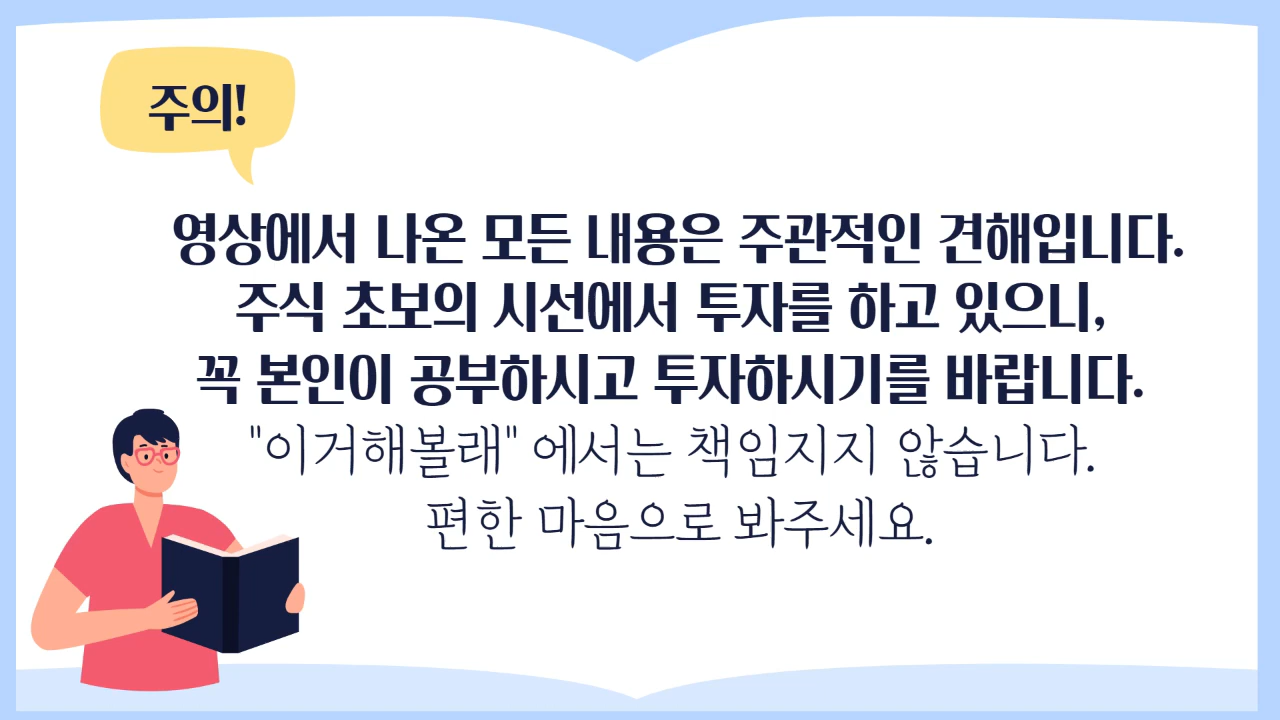 주의!
영상에서 나온 모든 내용은 주관적인 견해입니다.
주식 초보의 시선에서 투자를 하고 있으니,
꼭 본인이 공부하시고 투자하시기를 바랍니다.
"이거해볼래" 에서는 책임지지 않습니다.
편한 마음으로 봐주세요.